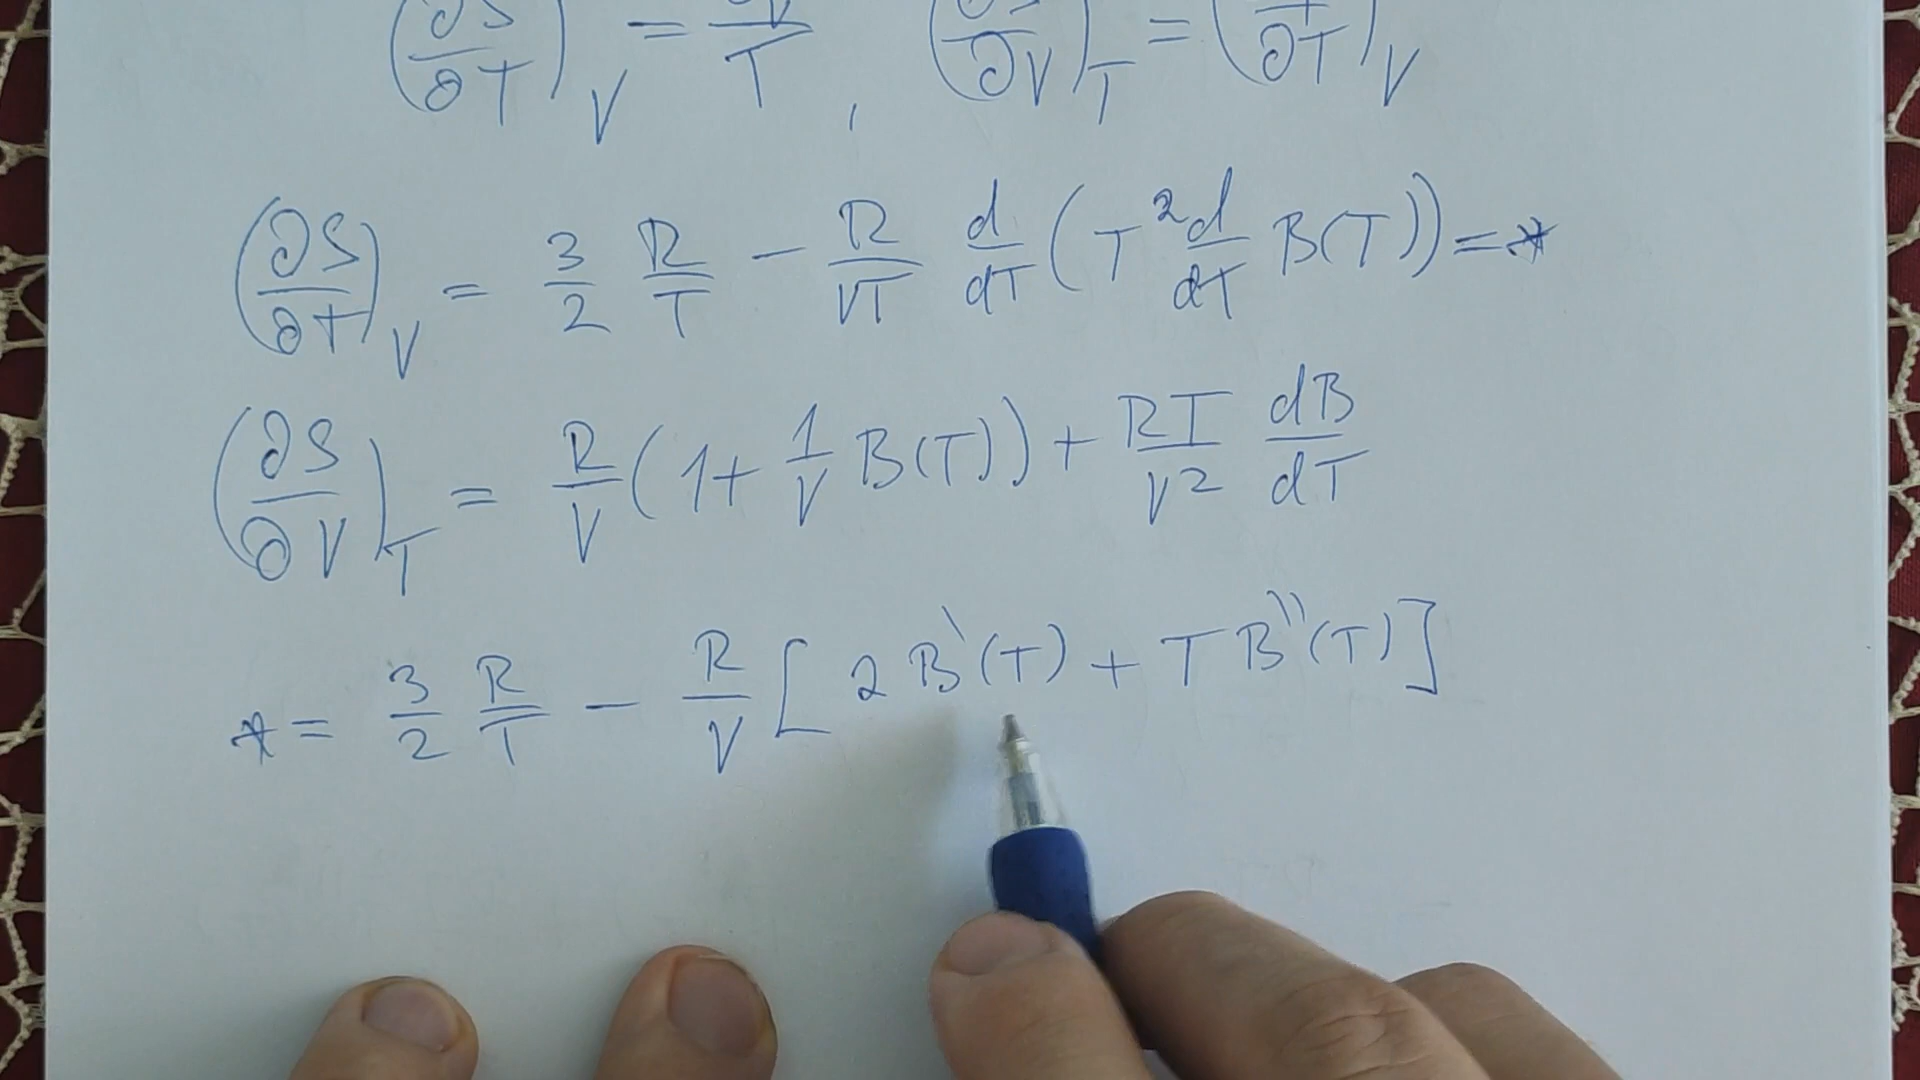 (∂S/∂T)_V = /T , (∂/∂V)_T = (∂/∂T)_V
(∂S/∂T)_V = 3/2 R/T − R/VT d/dT (T² d/dT B(T)) = *
(∂S/∂V)_T = R/V (1 + 1/V B(T)) + RT/V² dB/dT
* = 3/2 R/T − R/V [2B'(T) + TB''(T)]